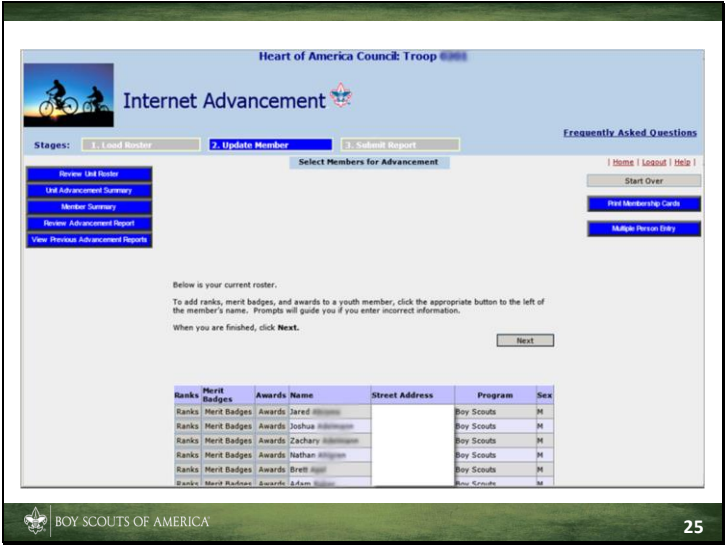 Heart of America Council: Troop
Internet Advancement
Frequently Asked Questions
Stages: 1. Load Roster 2. Update Member 3. Submit Report
Select Members for Advancement
| Home | Logout | Help |
Review Unit Roster
Unit Advancement Summary
Member Summary
Review Advancement Report
View Previous Advancement Reports
Start Over
Print Membership Cards
Multiple Person Entry
Below is your current roster.
To add ranks, merit badges, and awards to a youth member, click the appropriate button to the left of
the member's name. Prompts will guide you if you enter incorrect information.
When you are finished, click Next.
Next
Ranks Merit Badges Awards Name Street Address Program Sex
Ranks Merit Badges Awards Jared Boy Scouts M
Ranks Merit Badges Awards Joshua Boy Scouts M
Ranks Merit Badges Awards Zachary Boy Scouts M
Ranks Merit Badges Awards Nathan Boy Scouts M
Ranks Merit Badges Awards Brett Boy Scouts M
Ranks Merit Badges Awards Adam Boy Scouts M
BOY SCOUTS OF AMERICA
25